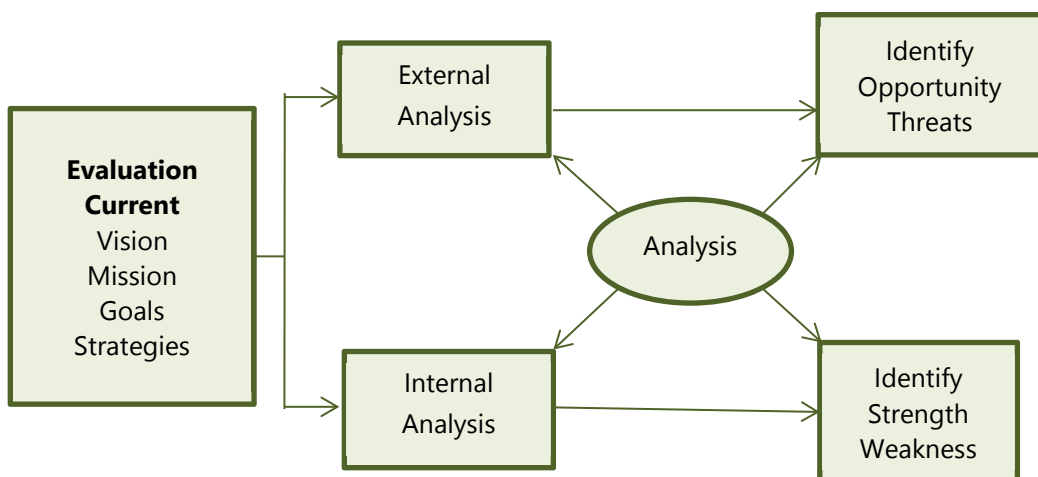 Evaluation
Current
Vision
Mission
Goals
Strategies
External
Analysis
Identify
Opportunity
Threats
Analysis
Internal
Analysis
Identify
Strength
Weakness